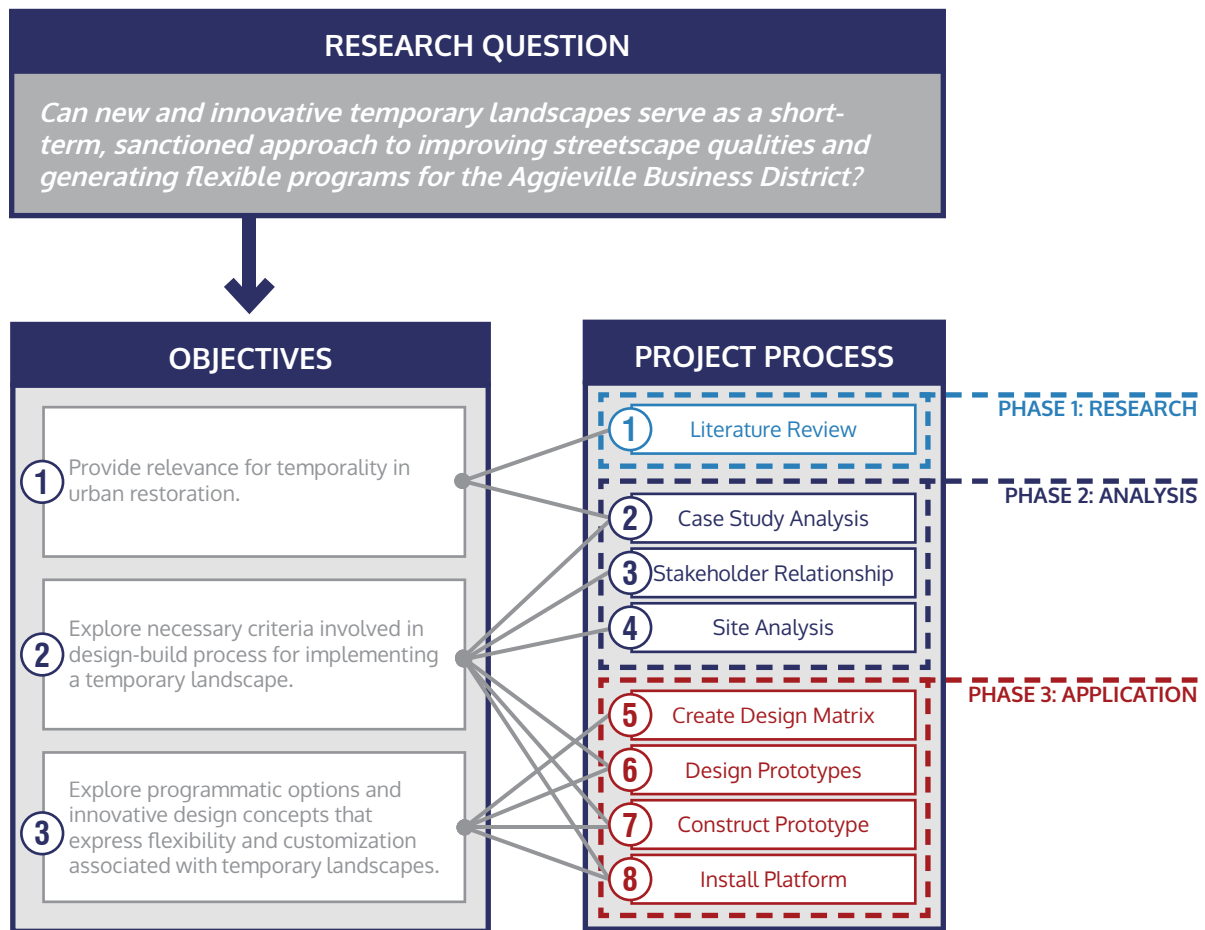 RESEARCH QUESTION
Can new and innovative temporary landscapes serve as a short-
term, sanctioned approach to improving streetscape qualities and
generating flexible programs for the Aggieville Business District?
OBJECTIVES
1
Provide relevance for temporality in
urban restoration.
2
Explore necessary criteria involved in
design-build process for implementing
a temporary landscape.
3
Explore programmatic options and
innovative design concepts that
express flexibility and customization
associated with temporary landscapes.
PROJECT PROCESS
PHASE 1: RESEARCH
1 Literature Review
PHASE 2: ANALYSIS
2 Case Study Analysis
3 Stakeholder Relationship
4 Site Analysis
PHASE 3: APPLICATION
5 Create Design Matrix
6 Design Prototypes
7 Construct Prototype
8 Install Platform